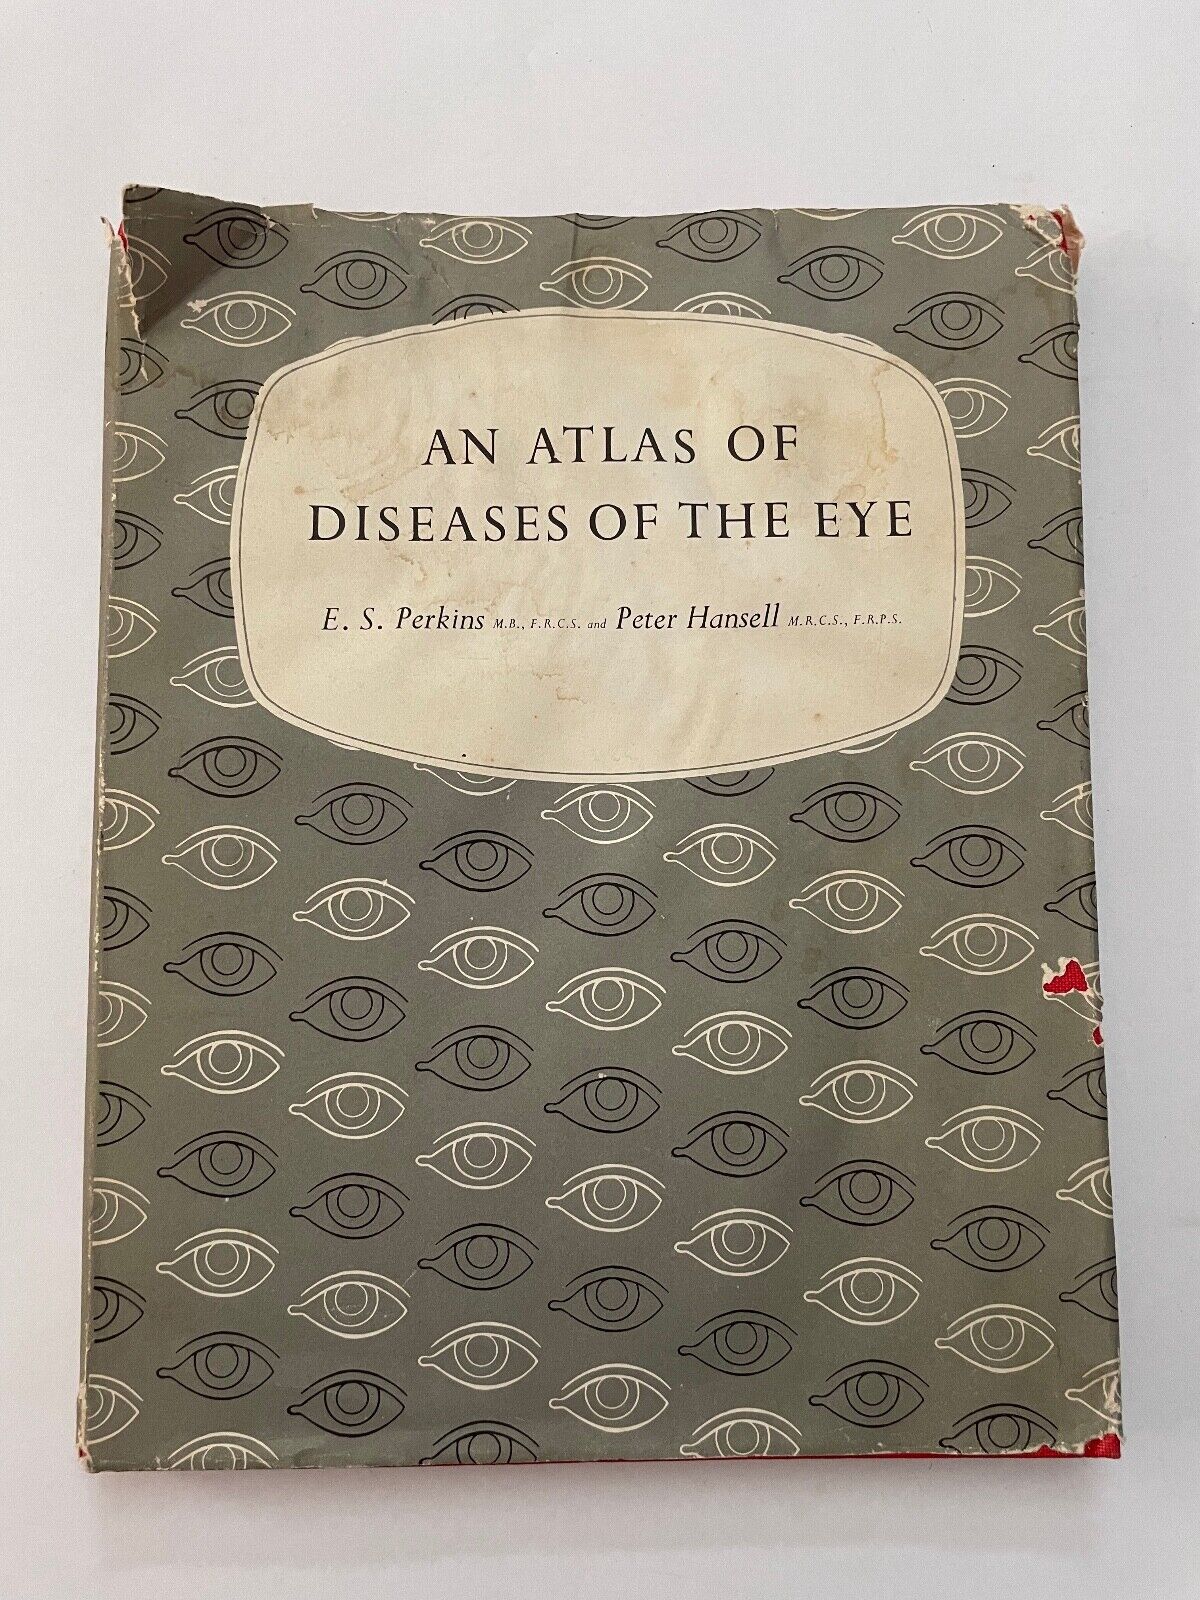 AN ATLAS OF
DISEASES OF THE EYE
E. S. Perkins M.B., F.R.C.S. and Peter Hansell M.R.C.S., F.R.P.S.